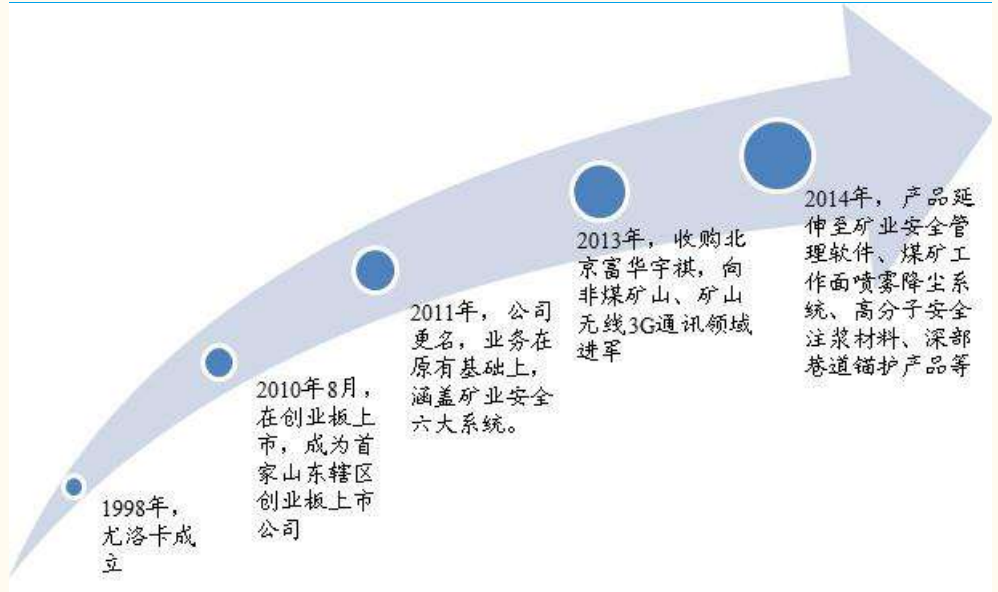 1998年，
尤洛卡成
立
2010年8月，
在创业板上
市，成为首
家山东辖区
创业板上市
公司
2011年，公司
更名，业务在
原有基础上，
涵盖矿业安全
六大系统。
2013年，收购北
京富华宇祺，向
非煤矿山、矿山
无线3G通讯领域
进军
2014年，产品延
伸至矿业安全管
理软件、煤矿工
作面喷雾降尘系
统、高分子安全
注浆材料、深部
巷道锚护产品等